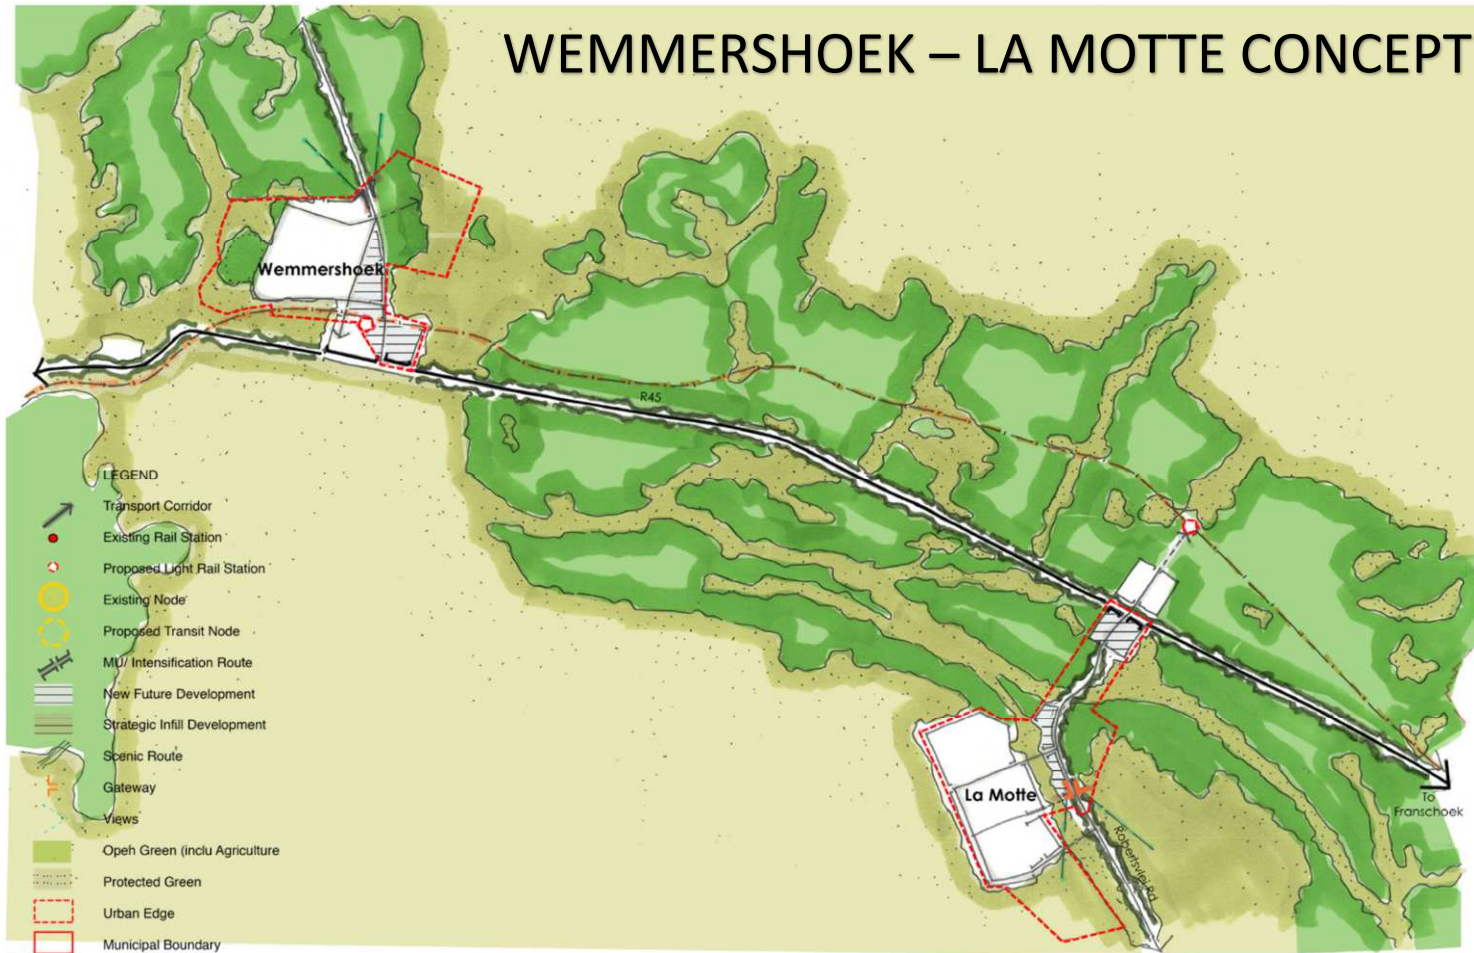 WEMMERSHOEK – LA MOTTE CONCEPT
Wemmershoek
R45
LEGEND
Transport Corridor
Existing Rail Station
Proposed Light Rail Station
Existing Node
Proposed Transit Node
MU/ Intensification Route
New Future Development
Strategic Infill Development
Scenic Route
Gateway
Views
Opeh Green (inclu Agriculture
Protected Green
Urban Edge
Municipal Boundary
La Motte
To
Franschoek
Robertsvlei Rd